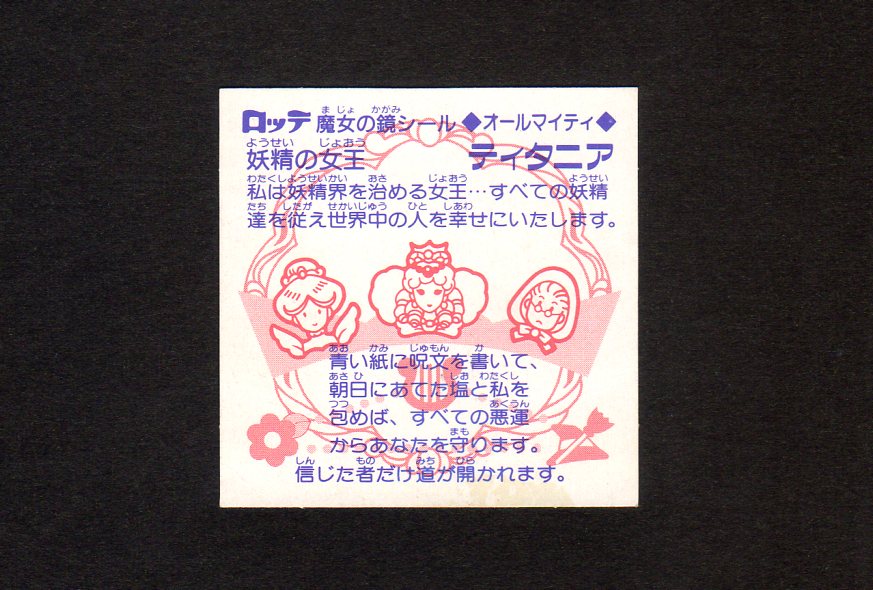 ロッテ 魔女の鏡シール ◆オールマイティ◆
妖精の女王 ティタニア
私は妖精界を治める女王…すべての妖精
達を従え世界中の人を幸せにいたします。
青い紙に呪文を書いて、
朝日にあてた塩と私を
包めば、すべての悪運
からあなたを守ります。
信じた者だけ道が開かれます。